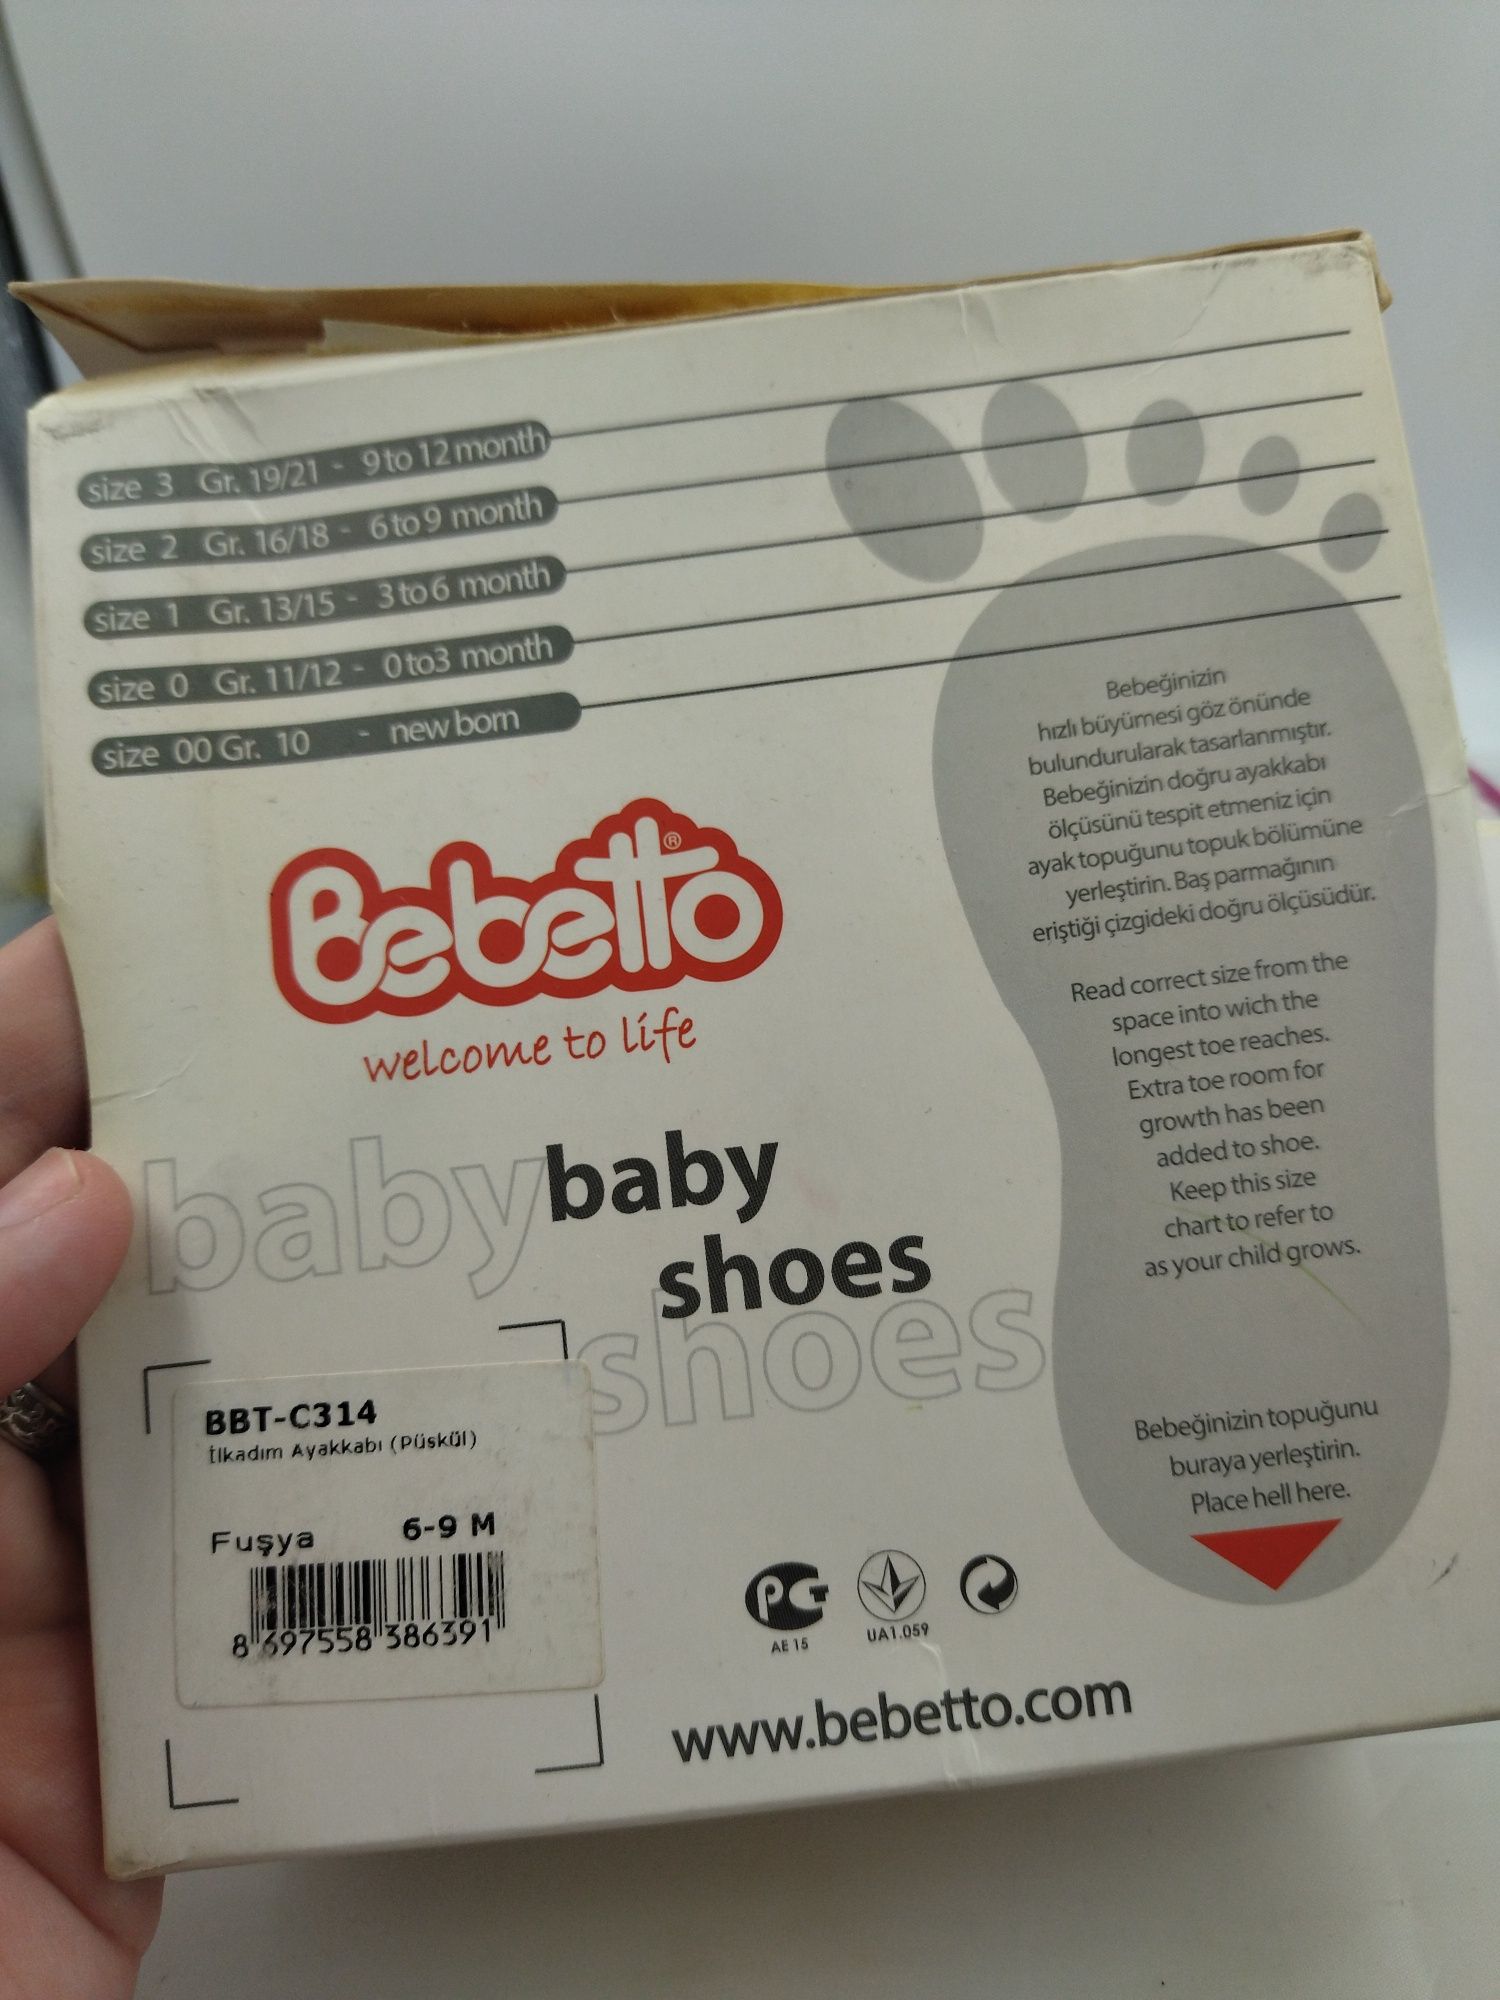 size 3 Gr. 19/21 - 9 to 12 month
size 2 Gr. 16/18 - 6 to 9 month
size 1 Gr. 13/15 - 3 to 6 month
size 0 Gr. 11/12 - 0 to3 month
size 00 Gr. 10 - new born
Bebetto®
welcome to life
baby baby
shoes
shoes
Bebeğinizin
hızlı büyümesi göz önünde
bulundurularak tasarlanmıştır.
Bebeğinizin doğru ayakkabı
ölçüsünü tespit etmeniz için
ayak topuğunu topuk bölümüne
yerleştirin. Baş parmağının
eriştiği çizgideki doğru ölçüsüdür.
Read correct size from the
space into wich the
longest toe reaches.
Extra toe room for
growth has been
added to shoe.
Keep this size
chart to refer to
as your child grows.
Bebeğinizin topuğunu
buraya yerleştirin.
Place hell here.
BBT-C314
İlkadım Ayakkabı (Püskül)
Fuşya 6-9 M
8 697558 386391
РСТ
AE 15
UA1.059
www.bebetto.com